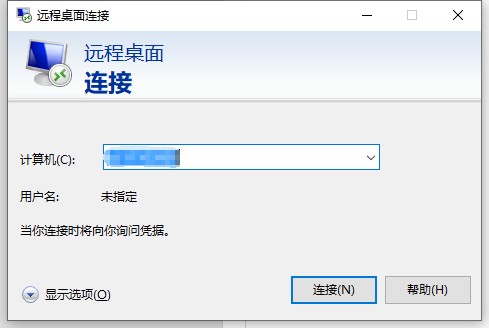 远程桌面连接
远程桌面
连接
计算机(C):
用户名: 未指定
当你连接时将向你询问凭据。
显示选项(O)
连接(N) 帮助(H)